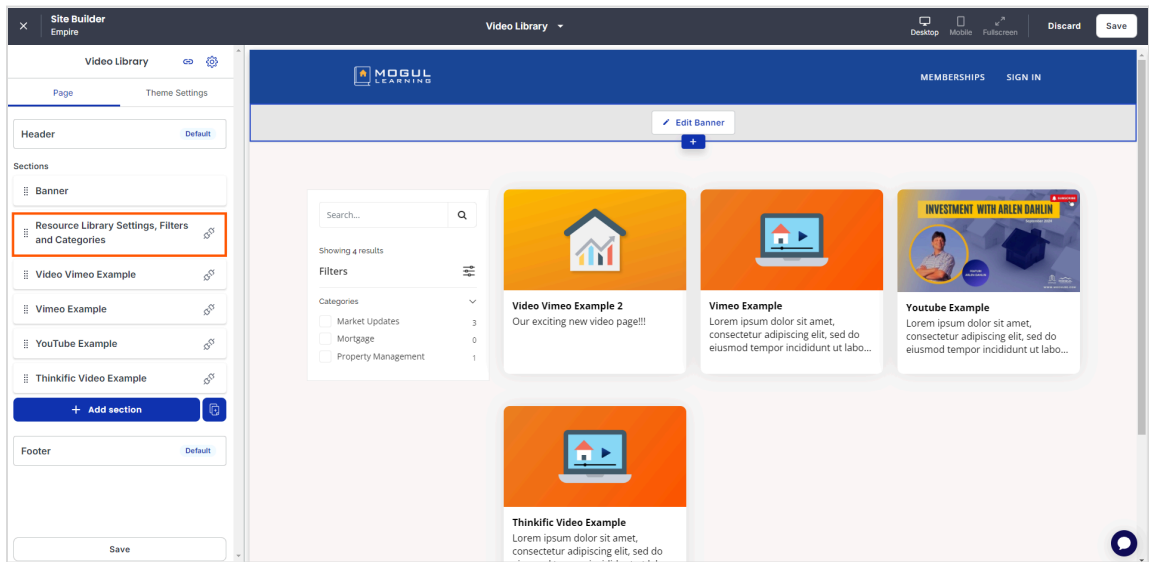 Site Builder
Empire
Video Library
Desktop
Mobile
Fullscreen
Discard
Save
Video Library
Page
Theme Settings
Header
Default
Sections
Banner
Resource Library Settings, Filters
and Categories
Video Vimeo Example
Vimeo Example
YouTube Example
Thinkific Video Example
+ Add section
Footer
Default
Save
MOGUL
LEARNING
MEMBERSHIPS
SIGN IN
Edit Banner
+
Search...
Showing 4 results
Filters
Categories
Market Updates 3
Mortgage 0
Property Management 1
Video Vimeo Example 2
Our exciting new video page!!!
Vimeo Example
Lorem ipsum dolor sit amet,
consectetur adipiscing elit, sed do
eiusmod tempor incididunt ut labo...
INVESTMENT WITH ARLEN DAHLIN
SUBSCRIBE
Youtube Example
Lorem ipsum dolor sit amet,
consectetur adipiscing elit, sed do
eiusmod tempor incididunt ut labo...
Thinkific Video Example
Lorem ipsum dolor sit amet,
consectetur adipiscing elit, sed do